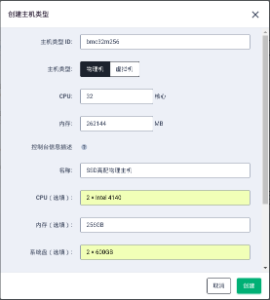 创建主机类型
主机类型 ID: bmc32m256
主机类型: 物理机 虚拟机
CPU: 32 核心
内存: 262144 MB
控制台信息描述
名称: 高配物理主机
CPU（选填）: 2 * Intel 4140
内存（选填）: 256GB
系统盘（选填）: 2 * 600GB
取消 创建